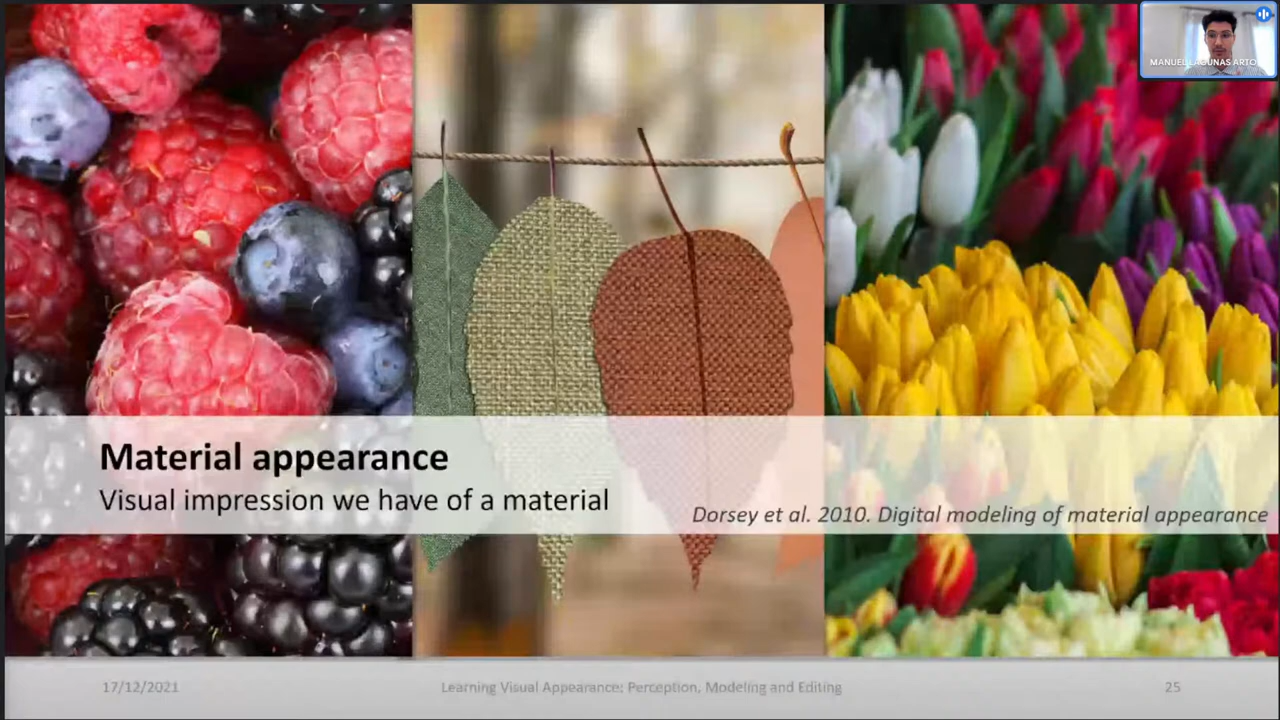 MANUEL LAGUNAS ARTO
Material appearance
Visual impression we have of a material
Dorsey et al. 2010. Digital modeling of material appearance
17/12/2021
Learning Visual Appearance: Perception, Modeling and Editing
25